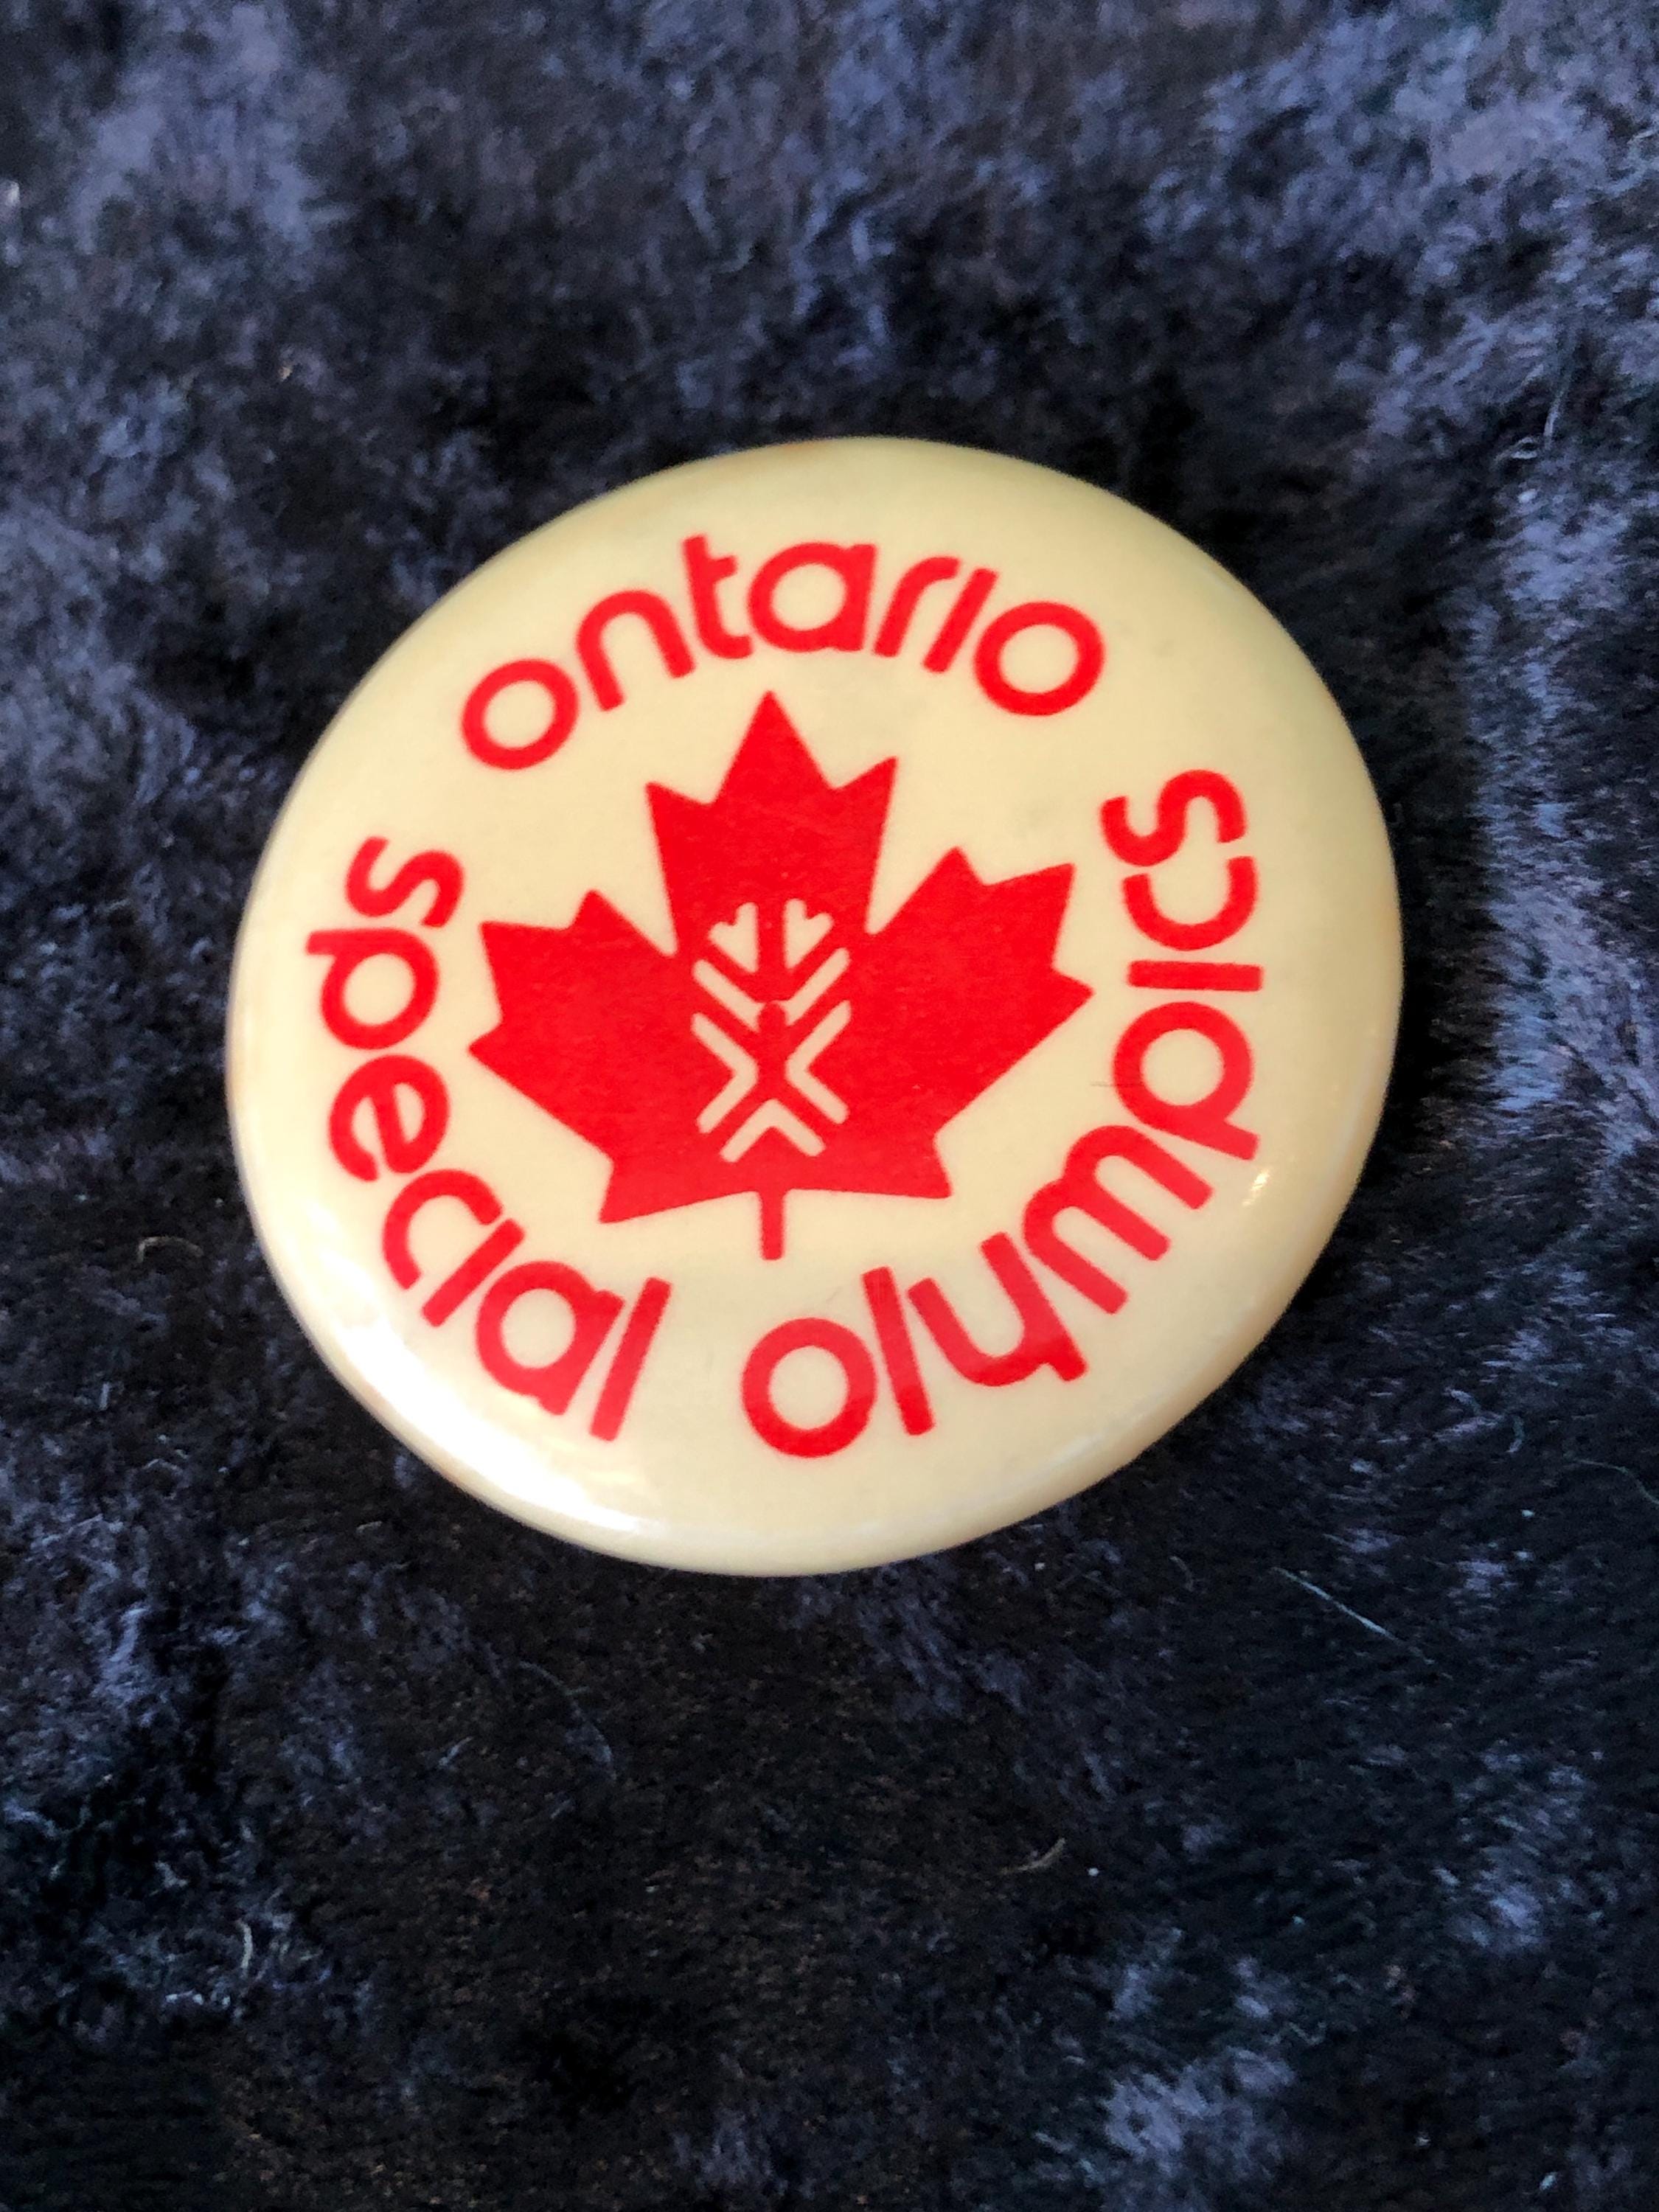 ontario
special olympics